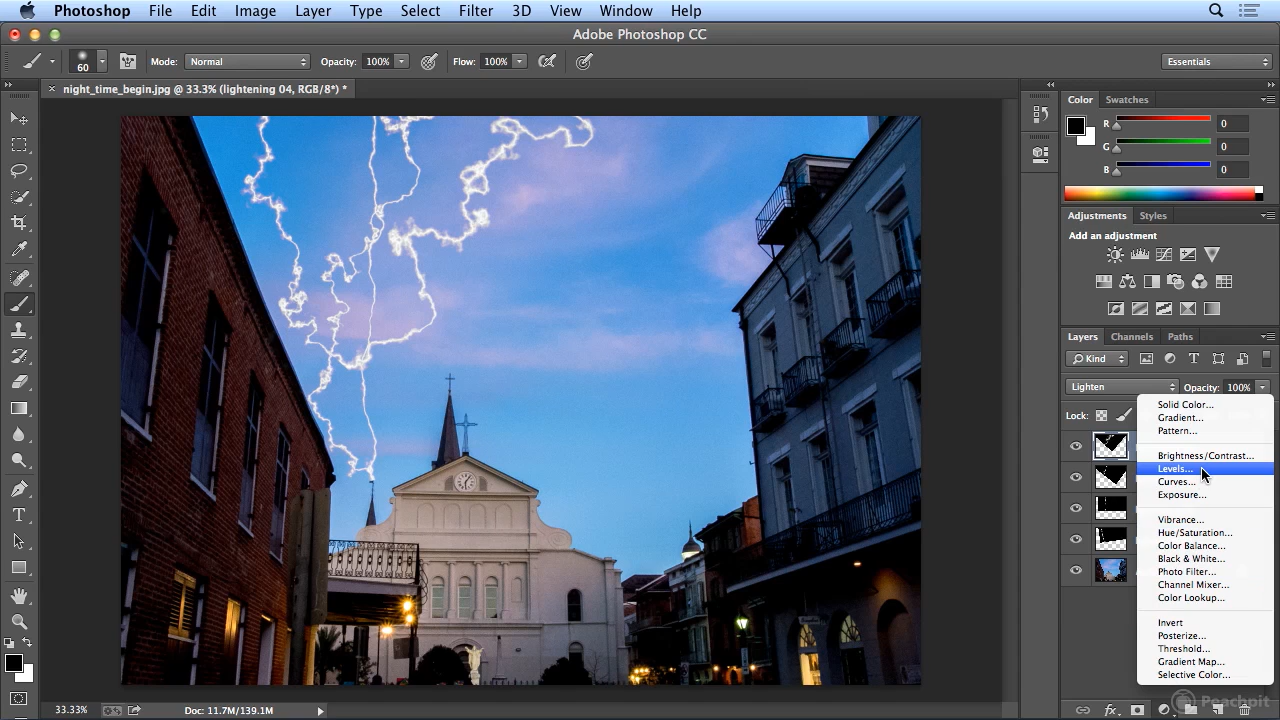 Photoshop File Edit Image Layer Type Select Filter 3D View Window Help
Adobe Photoshop CC
60 Mode: Normal Opacity: 100% Flow: 100% Essentials
× night_time_begin.jpg @ 33.3% (lightening 04, RGB/8*) *
Color Swatches
R 0
G 0
B 0
Adjustments Styles
Add an adjustment
Layers Channels Paths
Kind T
Lighten Opacity: 100%
Lock:
Solid Color...
Gradient...
Pattern...
Brightness/Contrast...
Levels...
Curves...
Exposure...
Vibrance...
Hue/Saturation...
Color Balance...
Black & White...
Photo Filter...
Channel Mixer...
Color Lookup...
Invert
Posterize...
Threshold...
Gradient Map...
Selective Color...
33.33% Doc: 11.7M/139.1M
fx
Peachpit